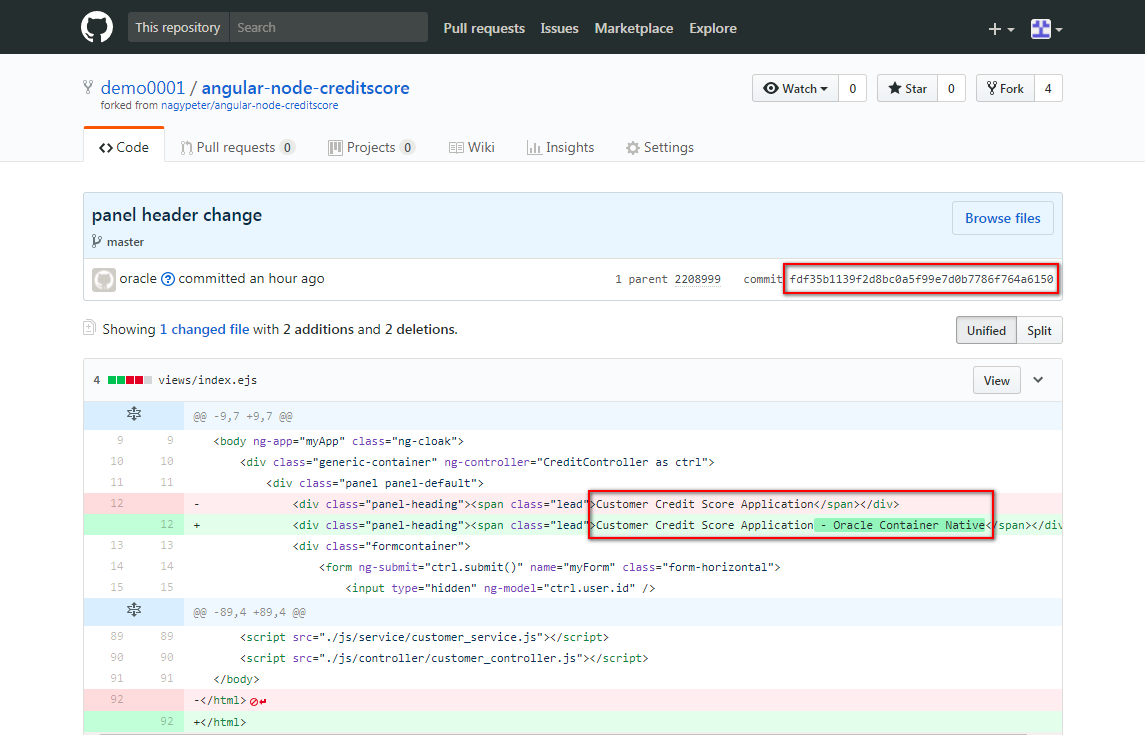 This repository Search Pull requests Issues Marketplace Explore
demo0001 / angular-node-creditscore Watch 0 Star 0 Fork 4
forked from nagypeter/angular-node-creditscore
Code Pull requests 0 Projects 0 Wiki Insights Settings
panel header change Browse files
master
oracle ? committed an hour ago 1 parent 2208999 commit fdf35b1139f2d8bc0a5f99e7d0b7786f764a6150
Showing 1 changed file with 2 additions and 2 deletions. Unified Split
4 views/index.ejs View
@@ -9,7 +9,7 @@
9 9 <body ng-app="myApp" class="ng-cloak">
10 10 <div class="generic-container" ng-controller="CreditController as ctrl">
11 11 <div class="panel panel-default">
12 - <div class="panel-heading"><span class="lead">Customer Credit Score Application</span></div>
12 + <div class="panel-heading"><span class="lead">Customer Credit Score Application - Oracle Container Native</span></div
13 13 <div class="formcontainer">
14 14 <form ng-submit="ctrl.submit()" name="myForm" class="form-horizontal">
15 15 <input type="hidden" ng-model="ctrl.user.id" />
@@ -89,4 +89,4 @@
89 89 <script src="./js/service/customer_service.js"></script>
90 90 <script src="./js/controller/customer_controller.js"></script>
91 91 </body>
92 -</html>
92 +</html>